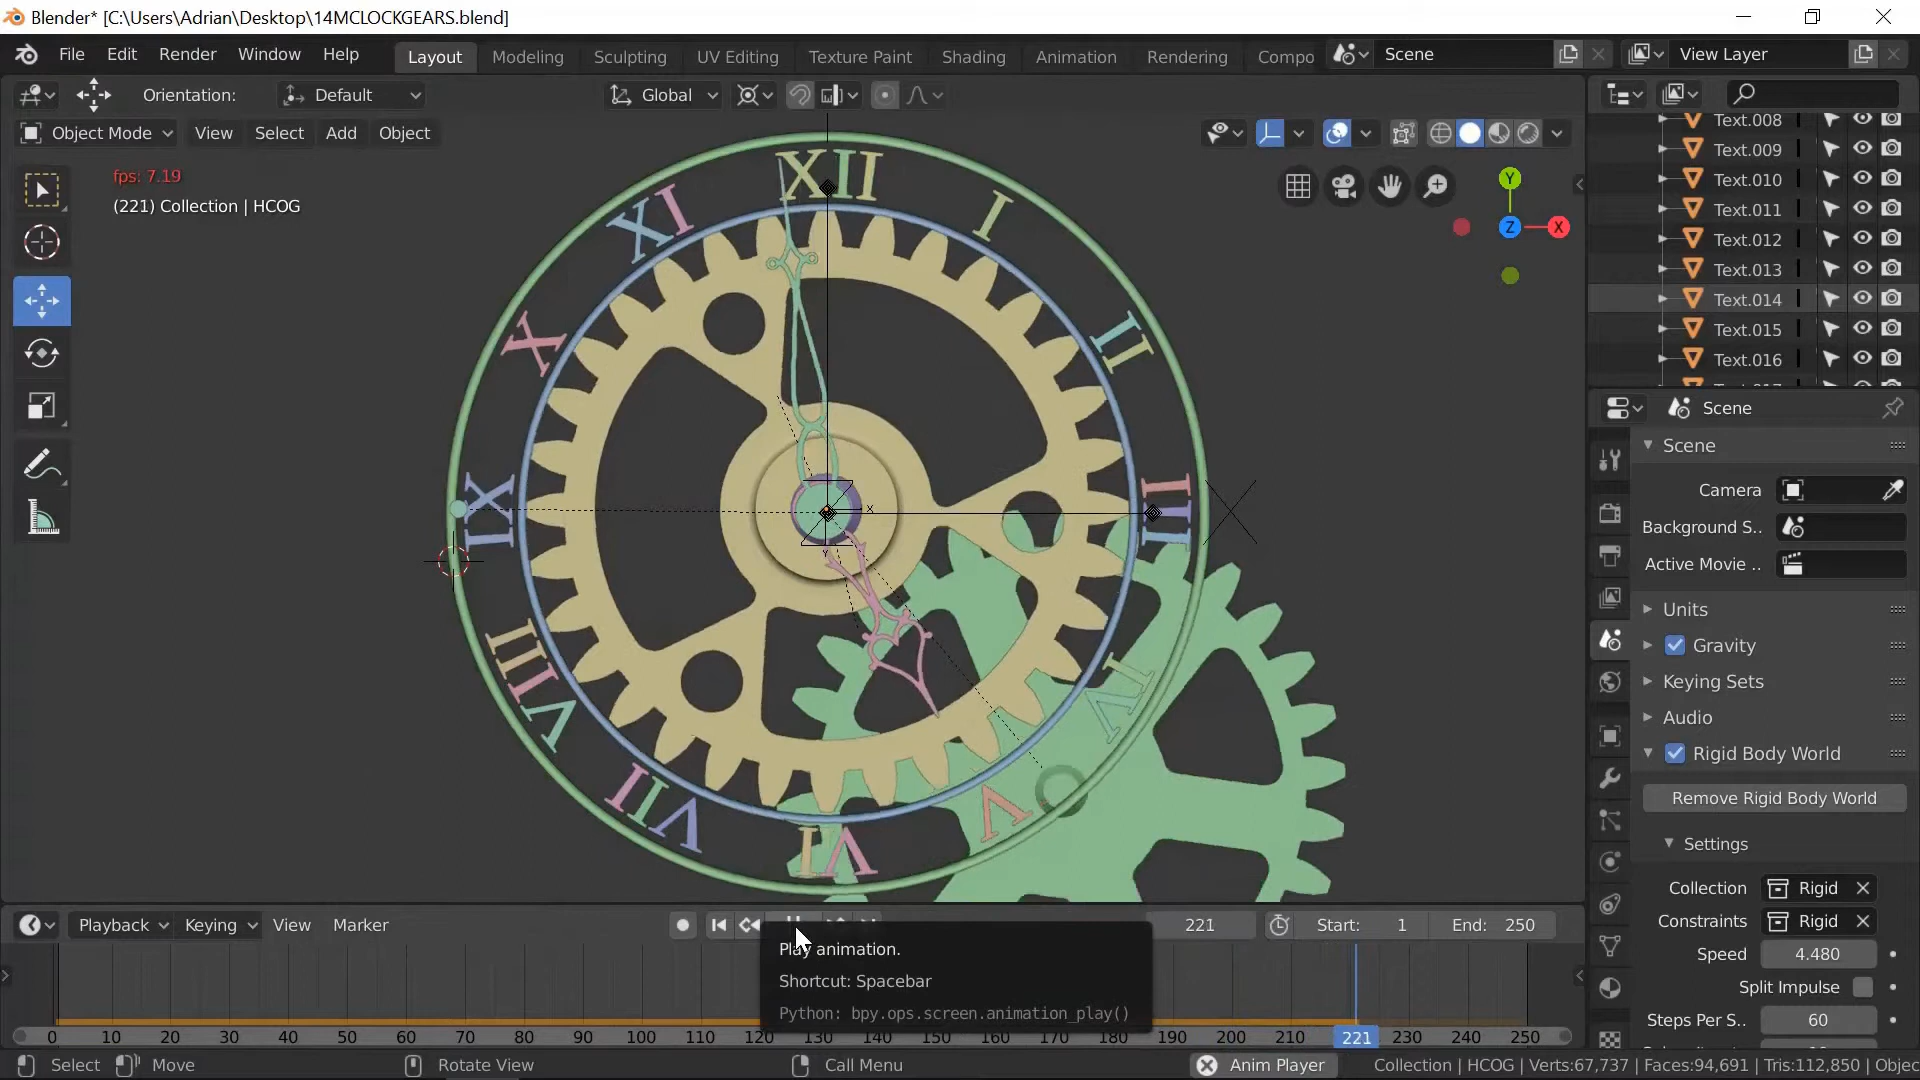 Blender* [C:\Users\Adrian\Desktop\14MCLOCKGEARS.blend]
File Edit Render Window Help Layout Modeling Sculpting UV Editing Texture Paint Shading Animation Rendering Compo Scene View Layer
Orientation: Default Global
Object Mode View Select Add Object
fps: 7.19
(221) Collection | HCOG
XII
I
II
III
IV
V
VI
VII
VIII
IX
X
XI
X
Y
Y
Z
X
Text.008
Text.009
Text.010
Text.011
Text.012
Text.013
Text.014
Text.015
Text.016
Scene
Scene
Camera
Background S..
Active Movie ..
Units
Gravity
Keying Sets
Audio
Rigid Body World
Remove Rigid Body World
Settings
Collection Rigid
Constraints Rigid
Speed 4.480
Split Impulse
Steps Per S.. 60
Playback Keying View Marker 221 Start: 1 End: 250
Play animation.
Shortcut: Spacebar
Python: bpy.ops.screen.animation_play()
0 10 20 30 40 50 60 70 80 90 100 110 120 130 140 150 160 170 180 190 200 210 221 230 240 250
Select Move Rotate View Call Menu Anim Player Collection | HCOG | Verts:67,737 | Faces:94,691 | Tris:112,850 | Objec